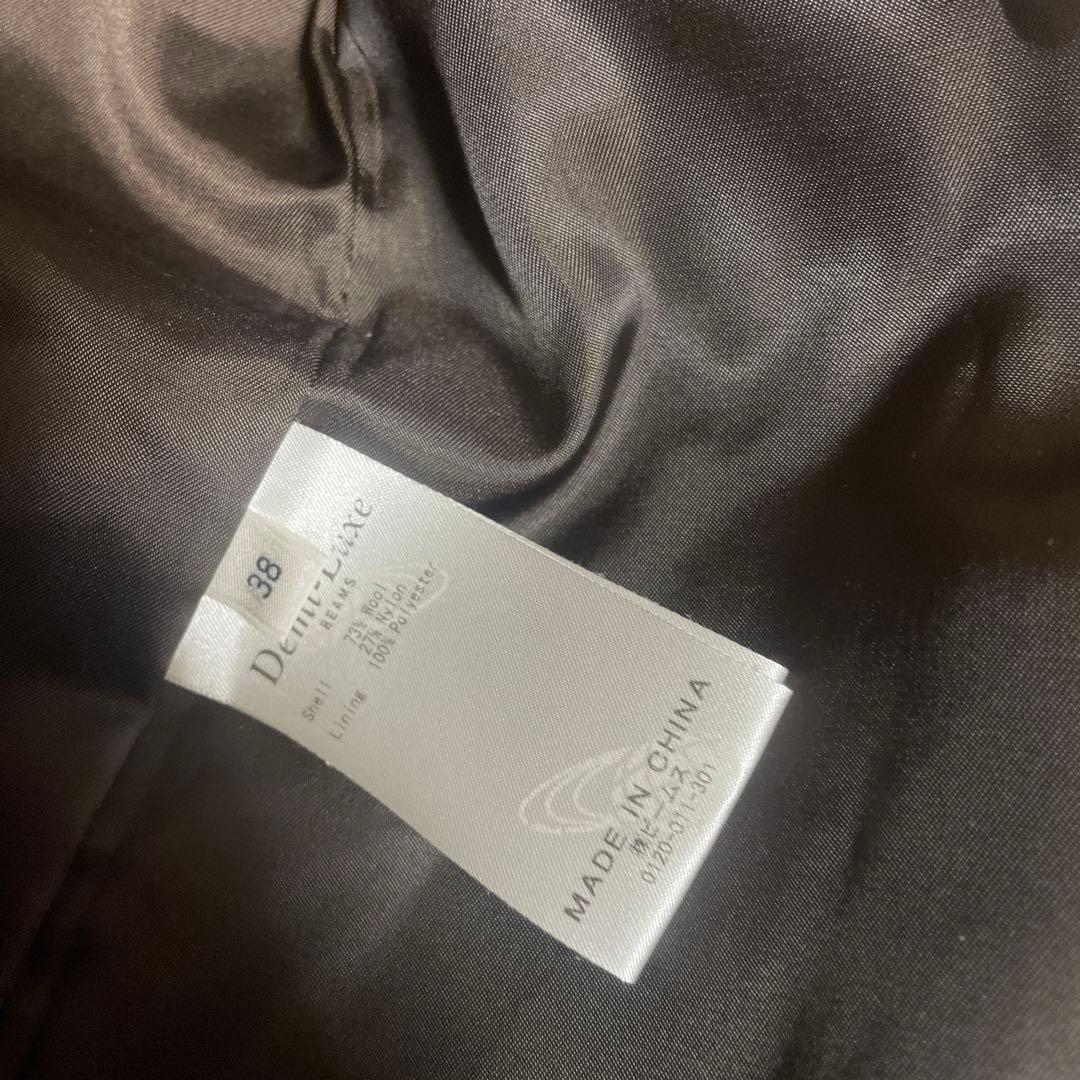 38
Demi-Luxe
BEAMS
Shell 73% Wool
27% Nylon
Lining 100% Polyester
MADE IN CHINA
㈱ビームス
0120-011-301